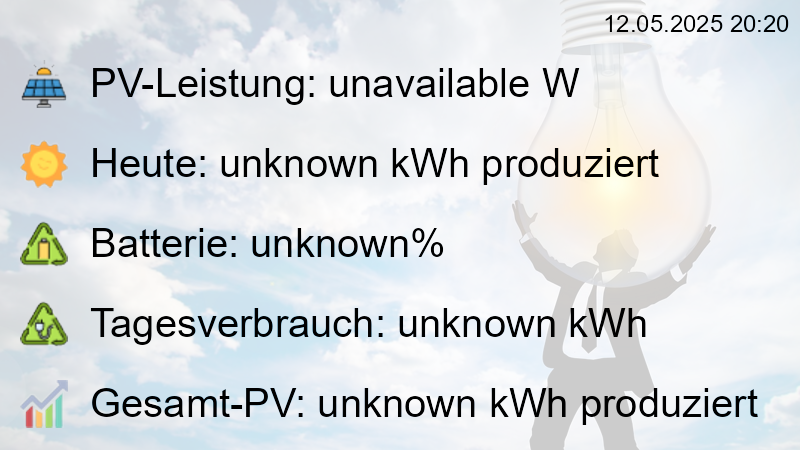 12.05.2025 20:20
PV-Leistung: unavailable W
Heute: unknown kWh produziert
Batterie: unknown%
Tagesverbrauch: unknown kWh
Gesamt-PV: unknown kWh produziert